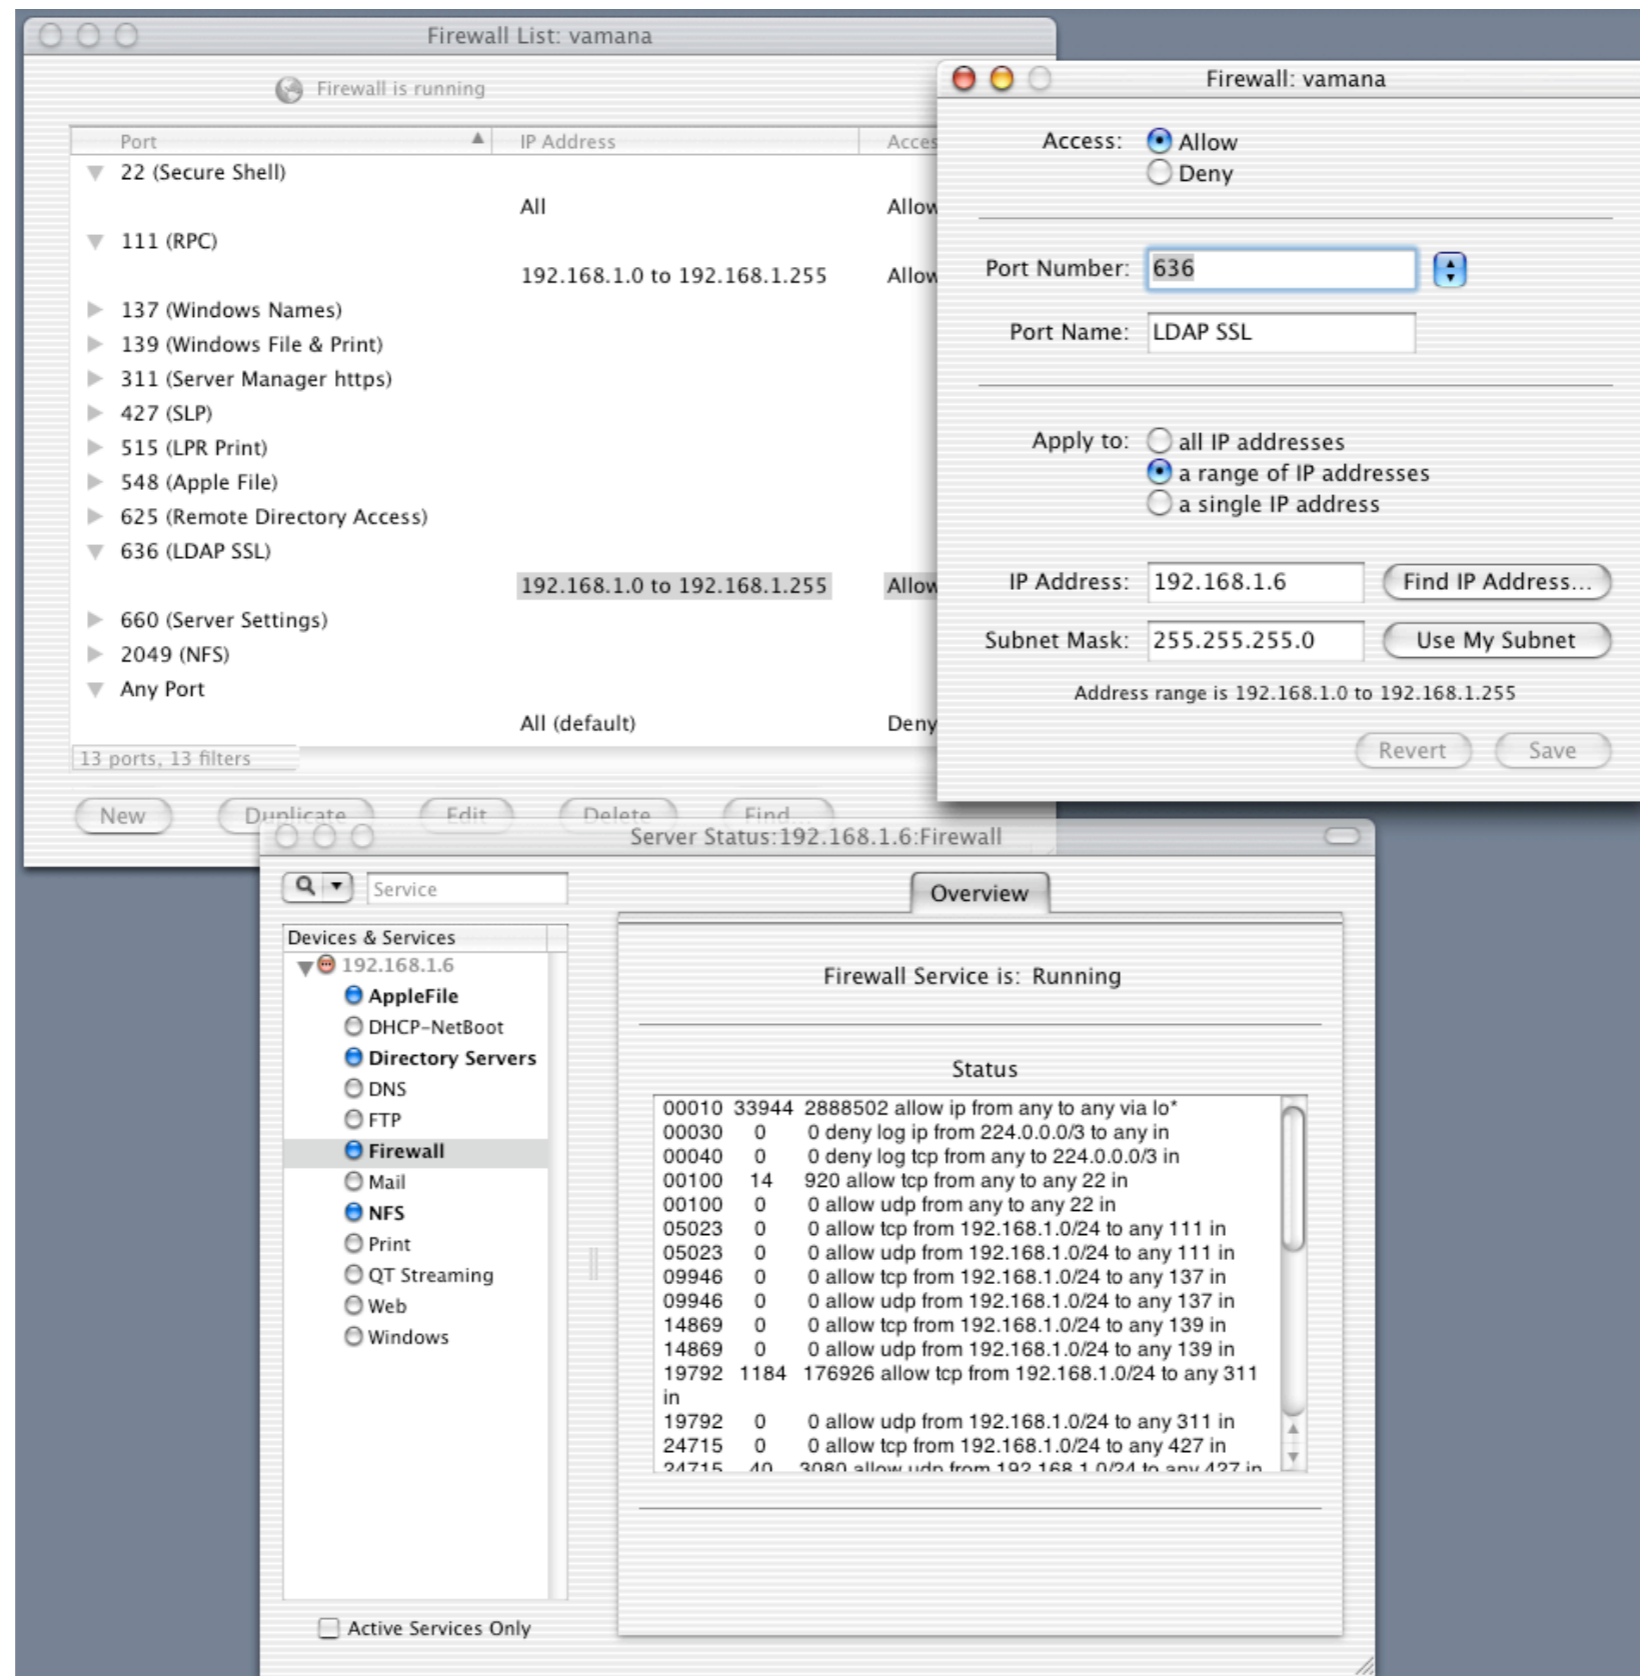 Firewall List: vamana
Firewall is running
Port IP Address Acces
22 (Secure Shell)
All Allow
111 (RPC)
192.168.1.0 to 192.168.1.255 Allow
137 (Windows Names)
139 (Windows File & Print)
311 (Server Manager https)
427 (SLP)
515 (LPR Print)
548 (Apple File)
625 (Remote Directory Access)
636 (LDAP SSL)
192.168.1.0 to 192.168.1.255 Allow
660 (Server Settings)
2049 (NFS)
Any Port
All (default) Deny
13 ports, 13 filters
New Duplicate Edit Delete Find...
Firewall: vamana
Access: Allow
Deny
Port Number: 636
Port Name: LDAP SSL
Apply to: all IP addresses
a range of IP addresses
a single IP address
IP Address: 192.168.1.6 Find IP Address...
Subnet Mask: 255.255.255.0 Use My Subnet
Address range is 192.168.1.0 to 192.168.1.255
Revert Save
Server Status:192.168.1.6:Firewall
Service
Devices & Services
192.168.1.6
AppleFile
DHCP-NetBoot
Directory Servers
DNS
FTP
Firewall
Mail
NFS
Print
QT Streaming
Web
Windows
Active Services Only
Overview
Firewall Service is: Running
Status
00010 33944 2888502 allow ip from any to any via lo*
00030 0 0 deny log ip from 224.0.0.0/3 to any in
00040 0 0 deny log tcp from any to 224.0.0.0/3 in
00100 14 920 allow tcp from any to any 22 in
00100 0 0 allow udp from any to any 22 in
05023 0 0 allow tcp from 192.168.1.0/24 to any 111 in
05023 0 0 allow udp from 192.168.1.0/24 to any 111 in
09946 0 0 allow tcp from 192.168.1.0/24 to any 137 in
09946 0 0 allow udp from 192.168.1.0/24 to any 137 in
14869 0 0 allow tcp from 192.168.1.0/24 to any 139 in
14869 0 0 allow udp from 192.168.1.0/24 to any 139 in
19792 1184 176926 allow tcp from 192.168.1.0/24 to any 311
in
19792 0 0 allow udp from 192.168.1.0/24 to any 311 in
24715 0 0 allow tcp from 192.168.1.0/24 to any 427 in
24715 40 3080 allow udp from 192.168.1.0/24 to any 427 in